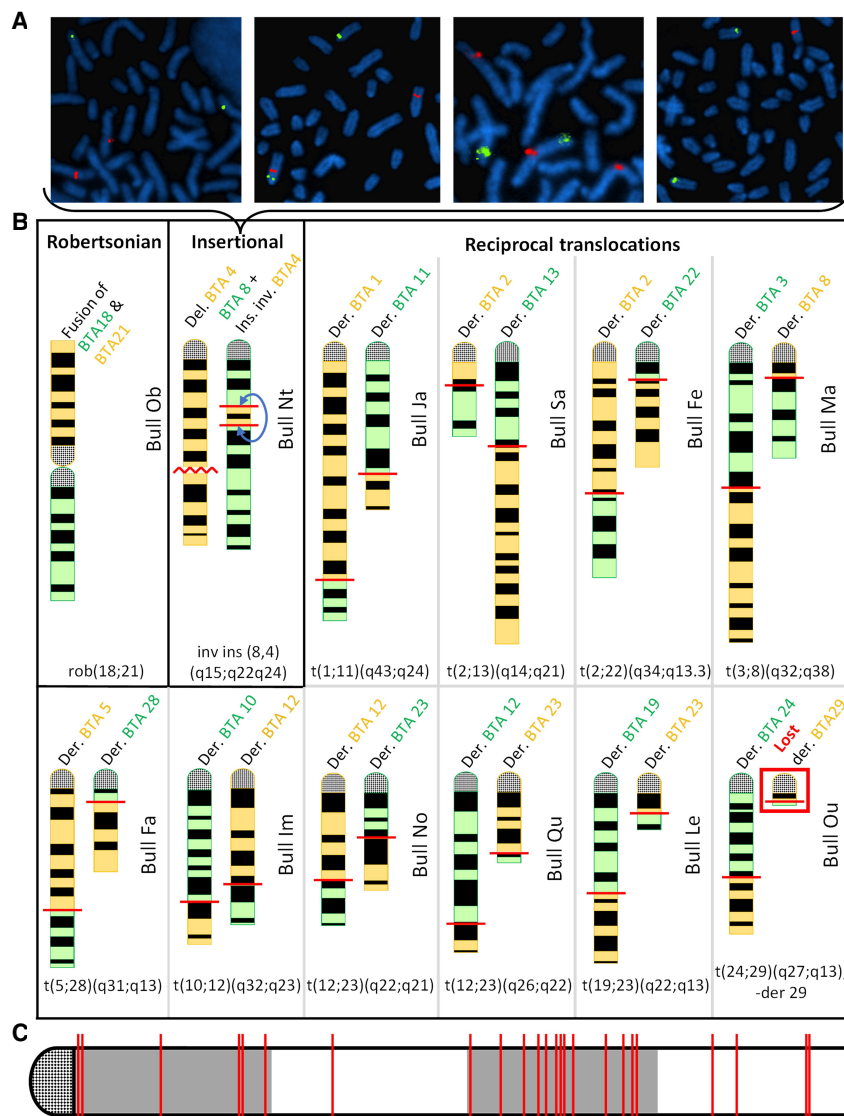 A
B
Robertsonian
Insertional
Reciprocal translocations
Fusion of
BTA18 &
BTA21
Bull Ob
rob(18;21)
Del. BTA 4
BTA 8 +
Ins. inv. BTA4
Bull Nt
inv ins (8,4)
(q15;q22q24)
Der. BTA 1
Der. BTA 11
Bull Ja
t(1;11)(q43;q24)
Der. BTA 2
Der. BTA 13
Bull Sa
t(2;13)(q14;q21)
Der. BTA 2
Der. BTA 22
Bull Fe
t(2;22)(q34;q13.3)
Der. BTA 3
Der. BTA 8
Bull Ma
t(3;8)(q32;q38)
Der. BTA 5
Der. BTA 28
Bull Fa
t(5;28)(q31;q13)
Der. BTA 10
Der. BTA 12
Bull Im
t(10;12)(q32;q23)
Der. BTA 12
Der. BTA 23
Bull No
t(12;23)(q22;q21)
Der. BTA 12
Der. BTA 23
Bull Qu
t(12;23)(q26;q22)
Der. BTA 19
Der. BTA 23
Bull Le
t(19;23)(q22;q13)
Der. BTA 24
Lost
der. BTA29
Bull Ou
t(24;29)(q27;q13),
-der 29
C